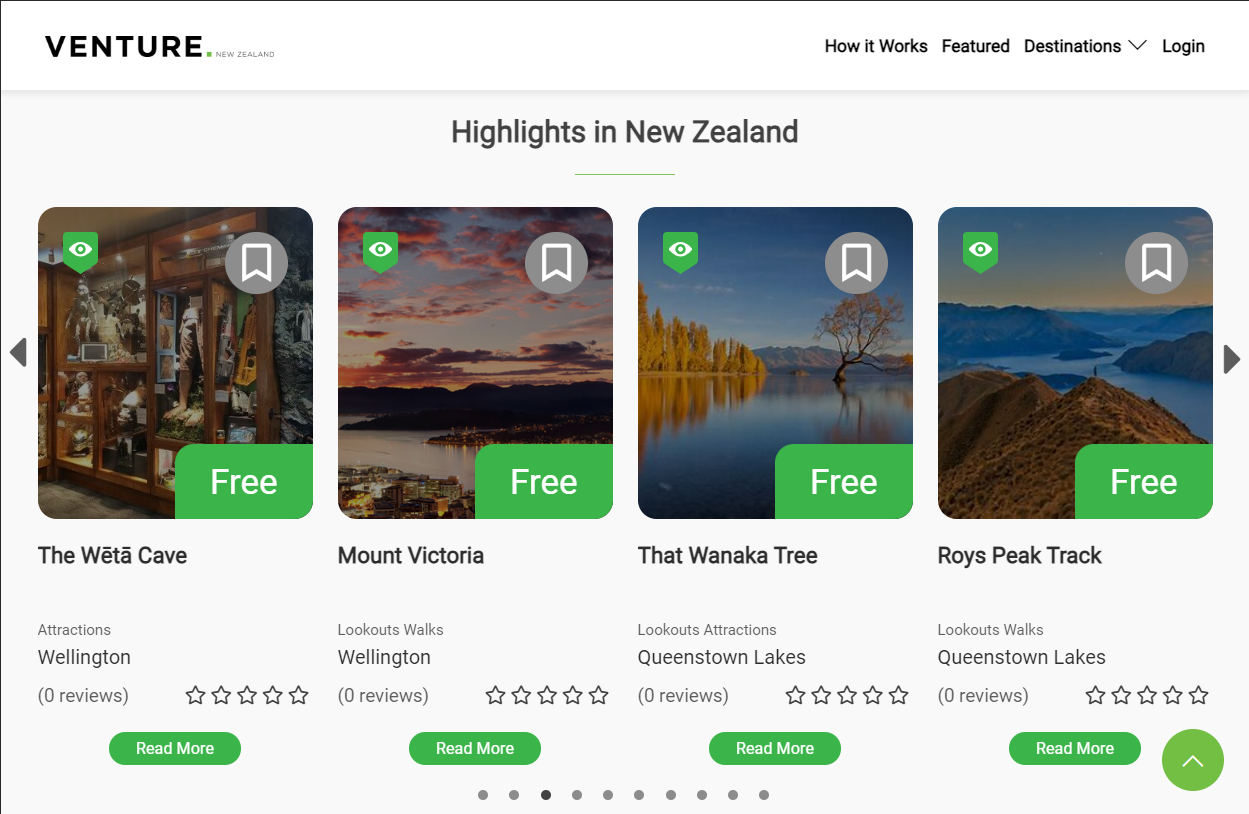 VENTURE. NEW ZEALAND
How it Works Featured Destinations Login
Highlights in New Zealand
Free Free Free Free
The Wētā Cave Mount Victoria That Wanaka Tree Roys Peak Track
Attractions Lookouts Walks Lookouts Attractions Lookouts Walks
Wellington Wellington Queenstown Lakes Queenstown Lakes
(0 reviews) (0 reviews) (0 reviews) (0 reviews)
Read More Read More Read More Read More